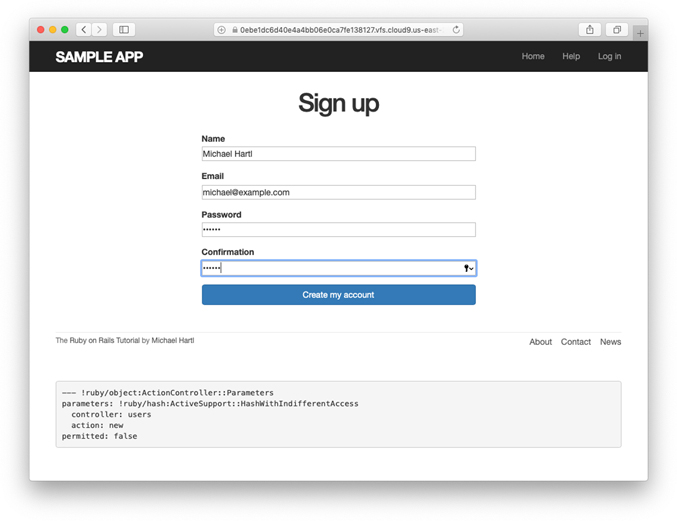 0ebe1dc6d40e4a4bb06e0ca7fe138127.vfs.cloud9.us-east-
SAMPLE APP
Home Help Log in
Sign up
Name
Michael Hartl
Email
michael@example.com
Password
••••••
Confirmation
••••••
Create my account
The Ruby on Rails Tutorial by Michael Hartl
About Contact News
--- !ruby/object:ActionController::Parameters
parameters: !ruby/hash:ActiveSupport::HashWithIndifferentAccess
  controller: users
  action: new
permitted: false